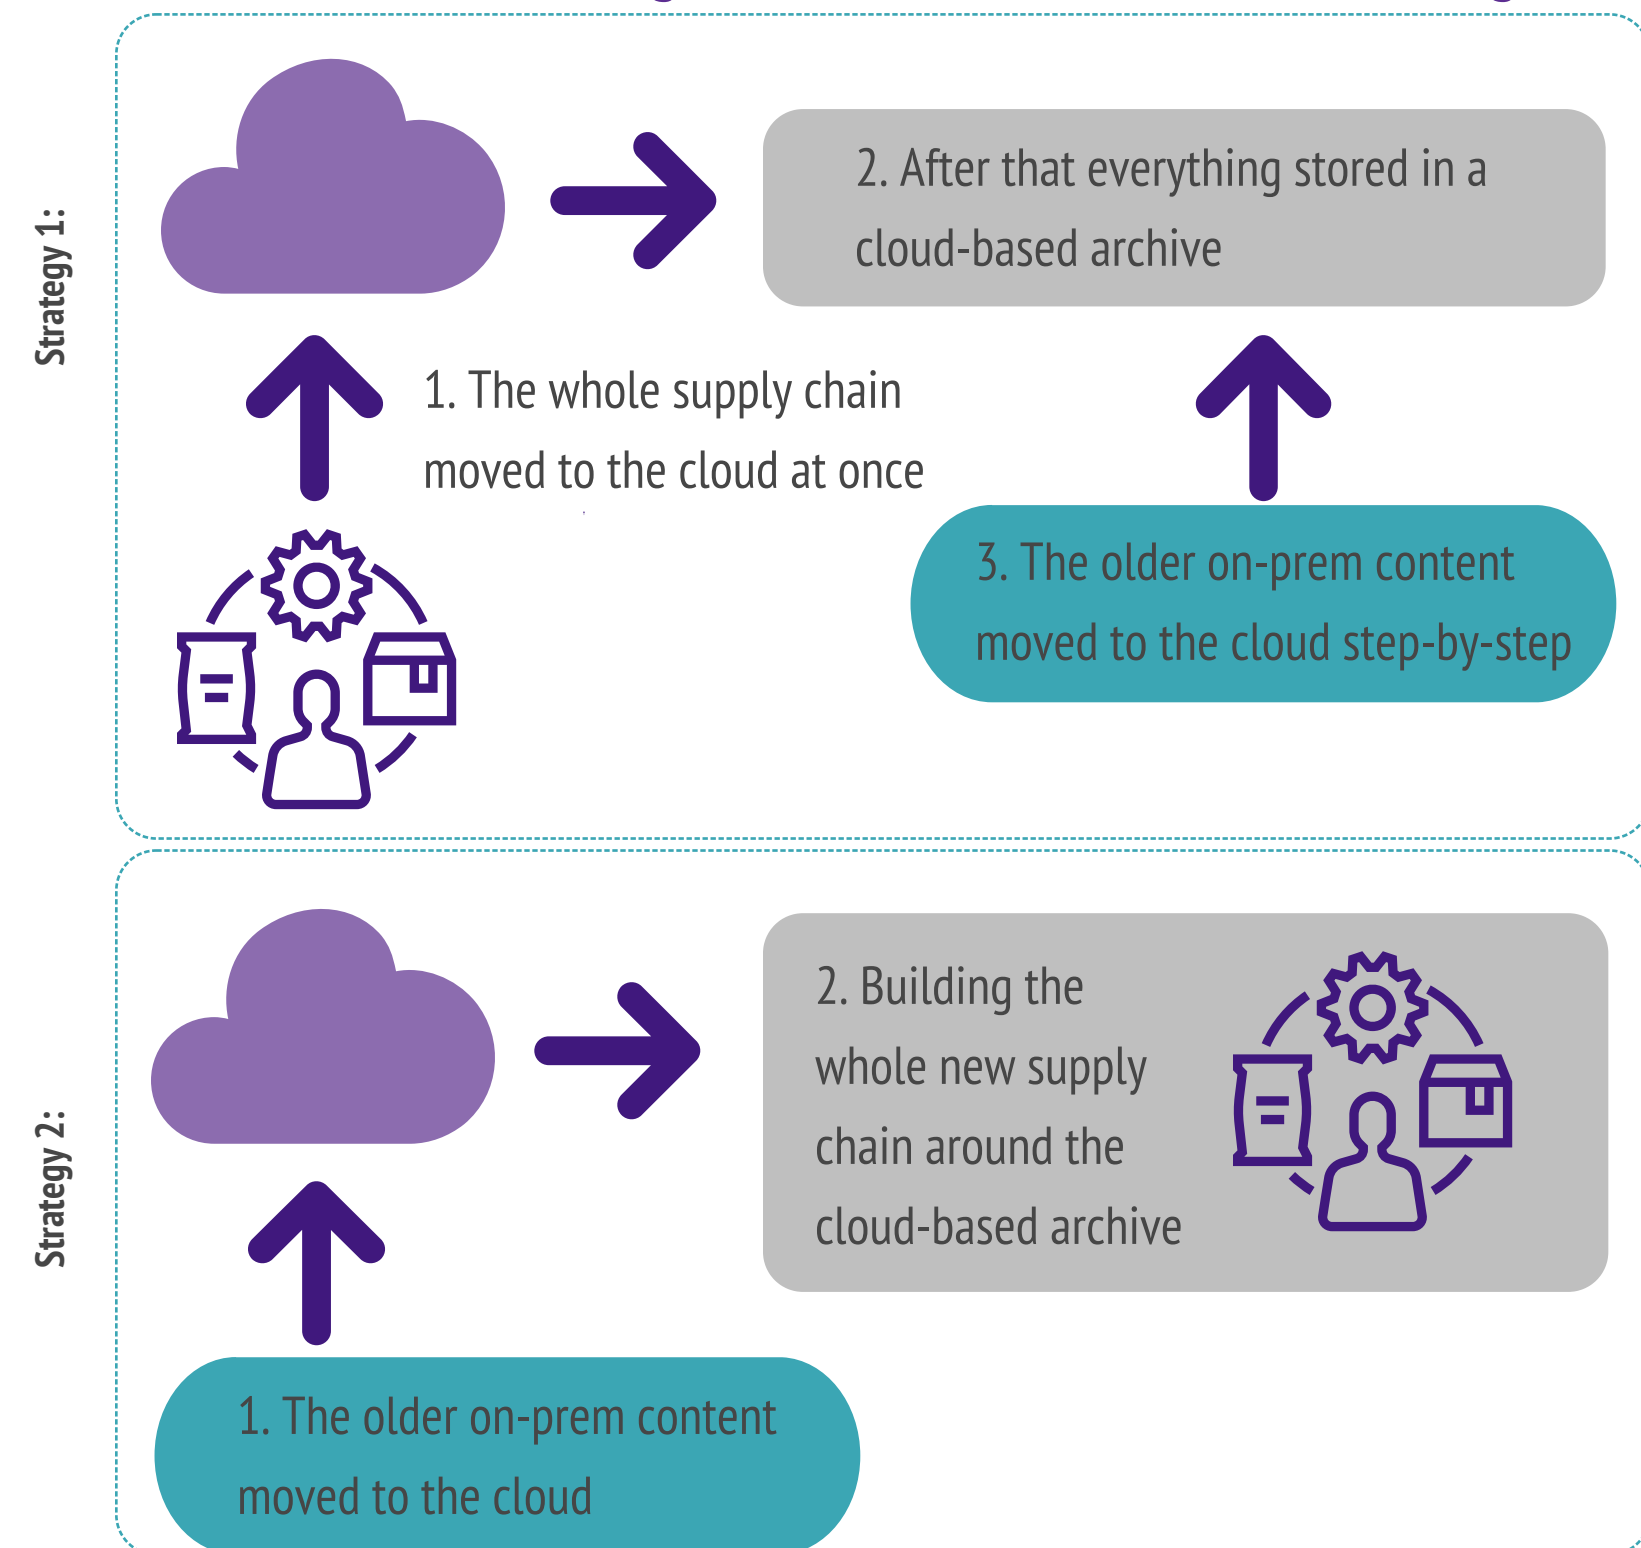 Strategy 1:
2. After that everything stored in a
cloud-based archive
1. The whole supply chain
moved to the cloud at once
3. The older on-prem content
moved to the cloud step-by-step
Strategy 2:
2. Building the
whole new supply
chain around the
cloud-based archive
1. The older on-prem content
moved to the cloud